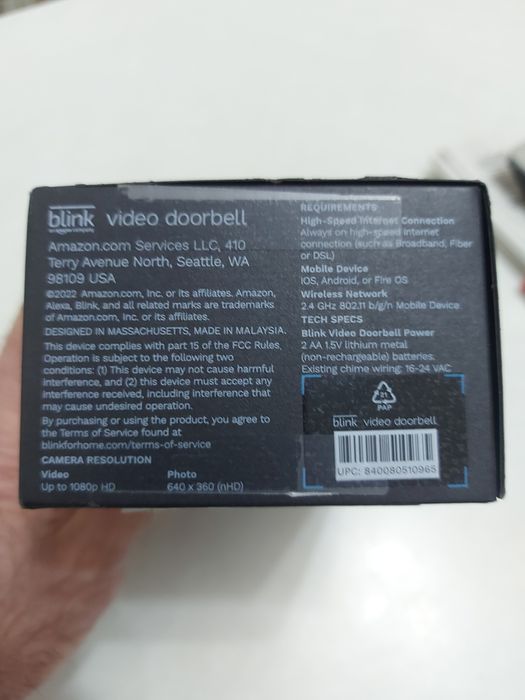 blink video doorbell
an amazon company
Amazon.com Services LLC, 410
Terry Avenue North, Seattle, WA
98109 USA
©2022 Amazon.com, Inc. or its affiliates. Amazon,
Alexa, Blink, and all related marks are trademarks
of Amazon.com, Inc. or its affiliates.
DESIGNED IN MASSACHUSETTS, MADE IN MALAYSIA.
This device complies with part 15 of the FCC Rules.
Operation is subject to the following two
conditions: (1) This device may not cause harmful
interference, and (2) this device must accept any
interference received, including interference that
may cause undesired operation.
By purchasing or using the product, you agree to
the Terms of Service found at
blinkforhome.com/terms-of-service
CAMERA RESOLUTION
Video
Up to 1080p HD
Photo
640 x 360 (nHD)
REQUIREMENTS
High-Speed Internet Connection
Always on high-speed internet
connection (such as Broadband, Fiber
or DSL)
Mobile Device
iOS, Android, or Fire OS
Wireless Network
2.4 GHz 802.11 b/g/n Mobile Device
TECH SPECS
Blink Video Doorbell Power
2 AA 1.5V lithium metal
(non-rechargeable) batteries.
Existing chime wiring: 16-24 VAC
21
PAP
blink video doorbell
UPC: 840080510965